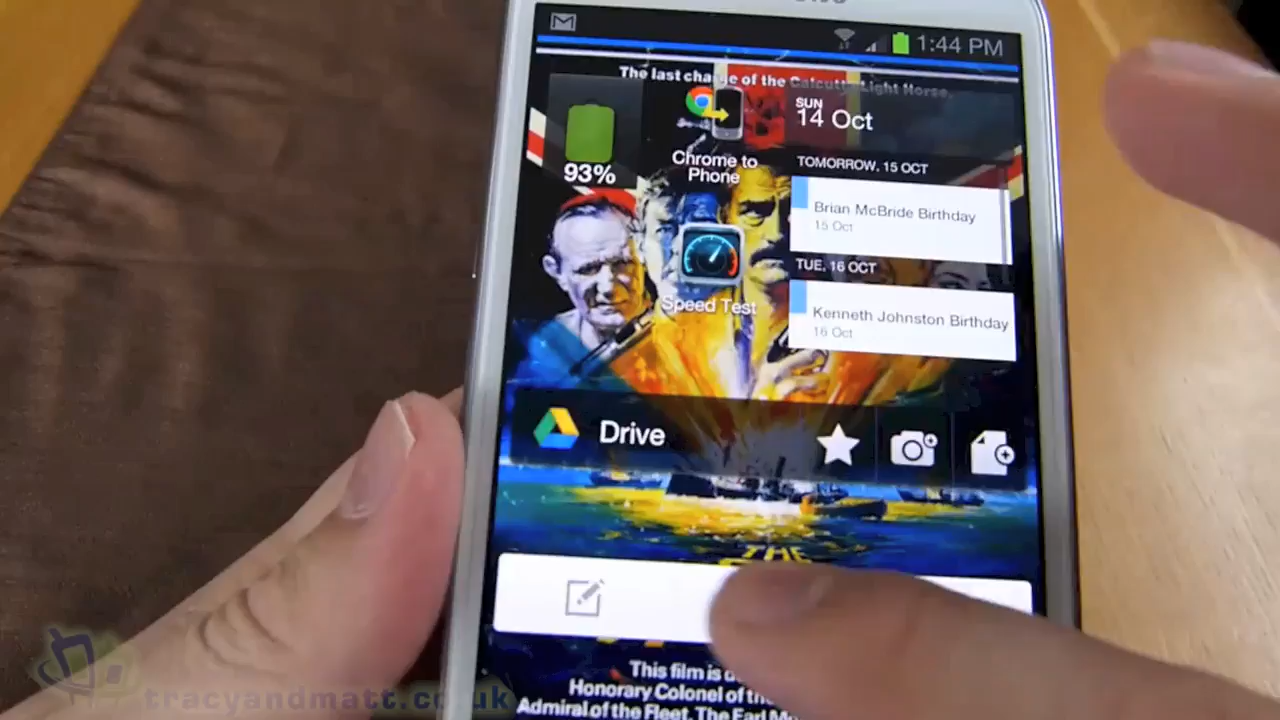 1:44 PM
The last charge of the Calcutta Light Horse.
SUN
14 Oct
93%
Chrome to
Phone
TOMORROW, 15 OCT
Brian McBride Birthday
15 Oct
Speed Test
TUE, 16 OCT
Kenneth Johnston Birthday
16 Oct
Drive
THE
This film is
Honorary Colonel of the
Admiral of the Fleet, The Earl
tracyandmatt.co.uk